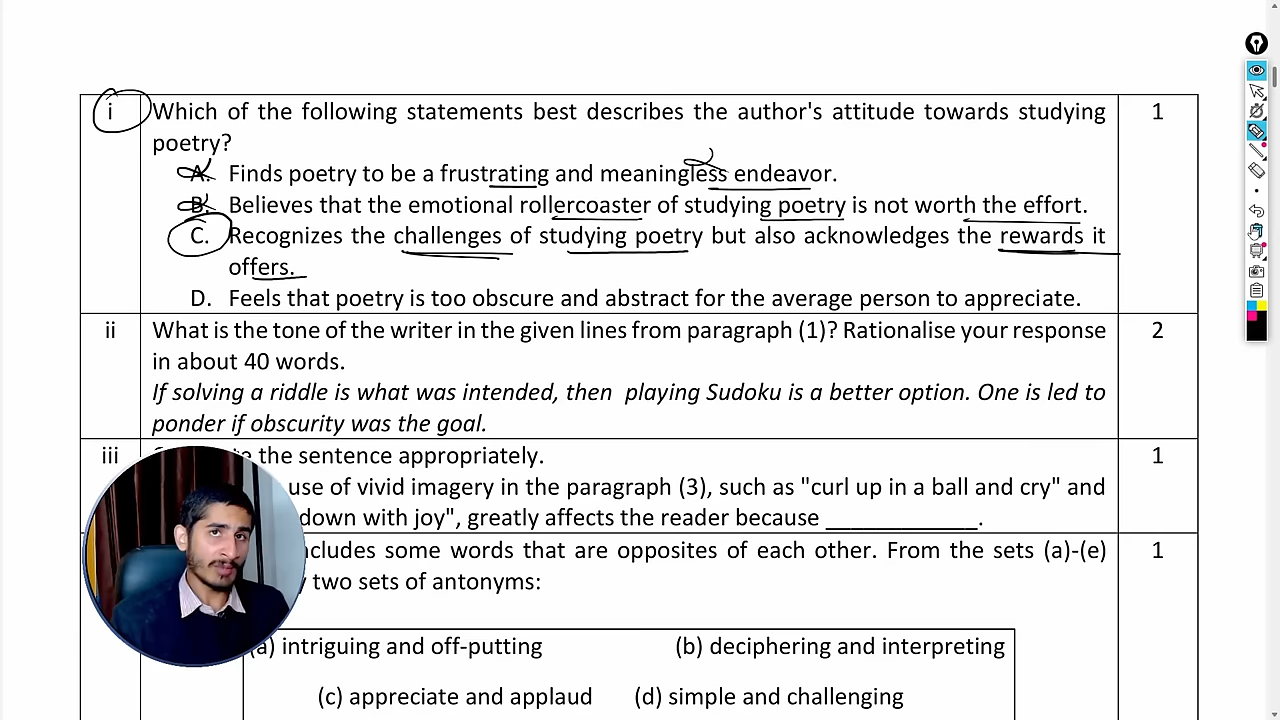 i Which of the following statements best describes the author's attitude towards studying 1
poetry?
A. Finds poetry to be a frustrating and meaningless endeavor.
B. Believes that the emotional rollercoaster of studying poetry is not worth the effort.
C. Recognizes the challenges of studying poetry but also acknowledges the rewards it
offers.
D. Feels that poetry is too obscure and abstract for the average person to appreciate.
ii What is the tone of the writer in the given lines from paragraph (1)? Rationalise your response 2
in about 40 words.
If solving a riddle is what was intended, then playing Sudoku is a better option. One is led to
ponder if obscurity was the goal.
iii the sentence appropriately. 1
use of vivid imagery in the paragraph (3), such as "curl up in a ball and cry" and
down with joy", greatly affects the reader because ____________.
some words that are opposites of each other. From the sets (a)-(e) 1
two sets of antonyms:
(a) intriguing and off-putting (b) deciphering and interpreting
(c) appreciate and applaud (d) simple and challenging